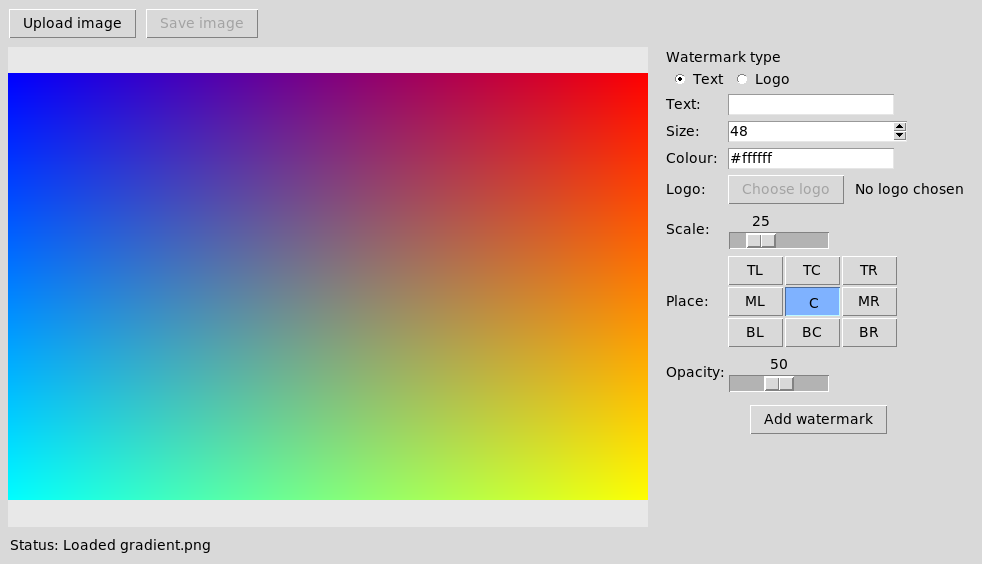 Upload image Save image
Watermark type
Text Logo
Text:
Size: 48
Colour: #ffffff
Logo: Choose logo No logo chosen
25
Scale:
TL TC TR
Place: ML C MR
BL BC BR
50
Opacity:
Add watermark
Status: Loaded gradient.png